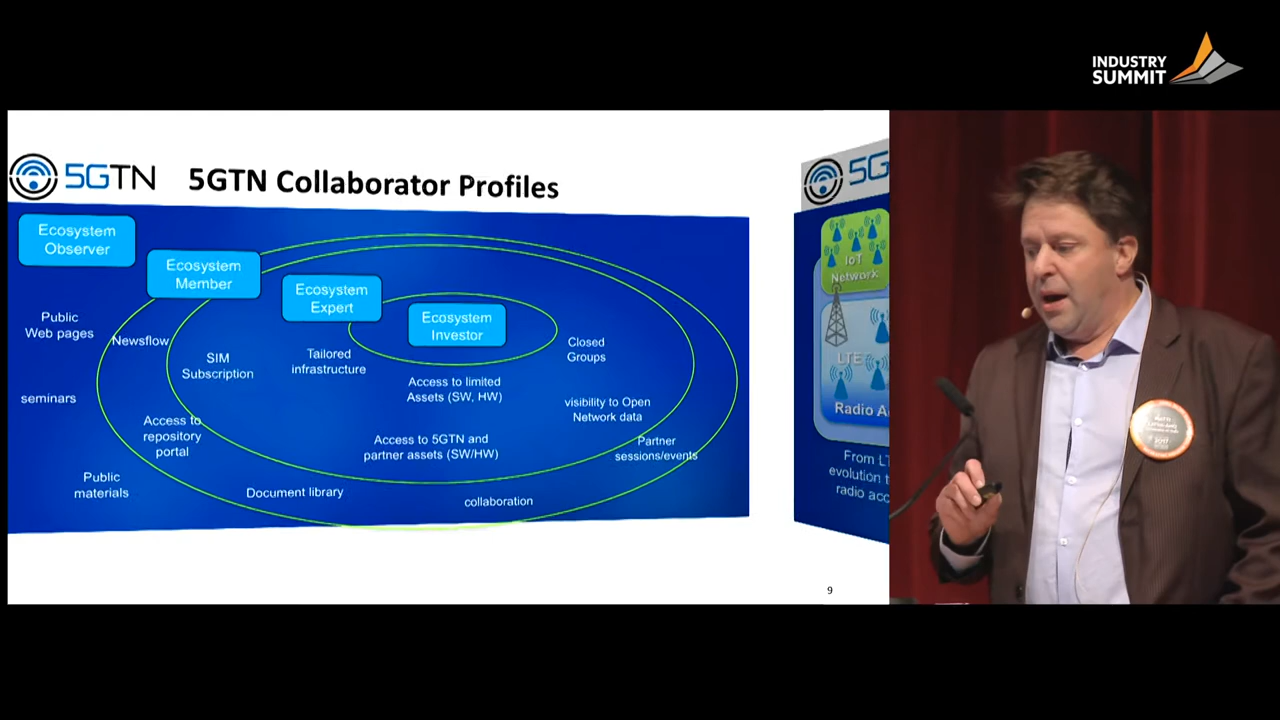 INDUSTRY
SUMMIT
5GTN
5GTN Collaborator Profiles
Ecosystem
Observer
Ecosystem
Member
Ecosystem
Expert
Ecosystem
Investor
Public
Web pages
Newsflow
SIM
Subscription
Tailored
infrastructure
Closed
Groups
Access to limited
Assets (SW, HW)
seminars
visibility to Open
Network data
Access to
repository
portal
Access to 5GTN and
partner assets (SW/HW)
Partner
sessions/events
Public
materials
Document library
collaboration
9
5G
IoT
Network
LTE
Radio A
From LT
evolution t
radio acc
2017